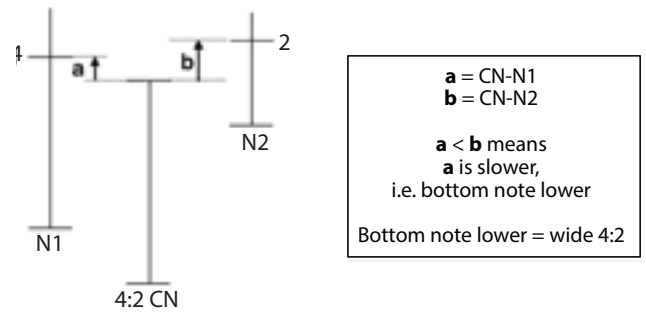 4
a
b
2
N2
N1
4:2 CN
a = CN-N1
b = CN-N2
a < b means
a is slower,
i.e. bottom note lower
Bottom note lower = wide 4:2